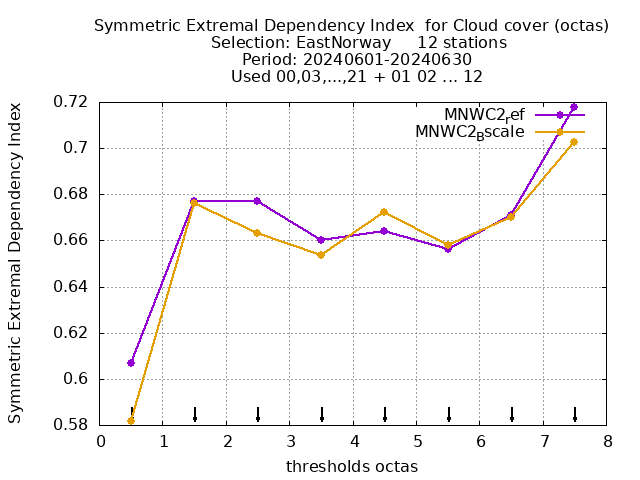 Symmetric Extremal Dependency Index  for Cloud cover (octas)
Selection: EastNorway     12 stations
Period: 20240601-20240630
Used 00,03,...,21 + 01 02 ... 12
Symmetric Extremal Dependency Index
0.72
0.7
0.68
0.66
0.64
0.62
0.6
0.58
MNWC2ref
MNWC2Bscale
0 1 2 3 4 5 6 7 8
thresholds octas